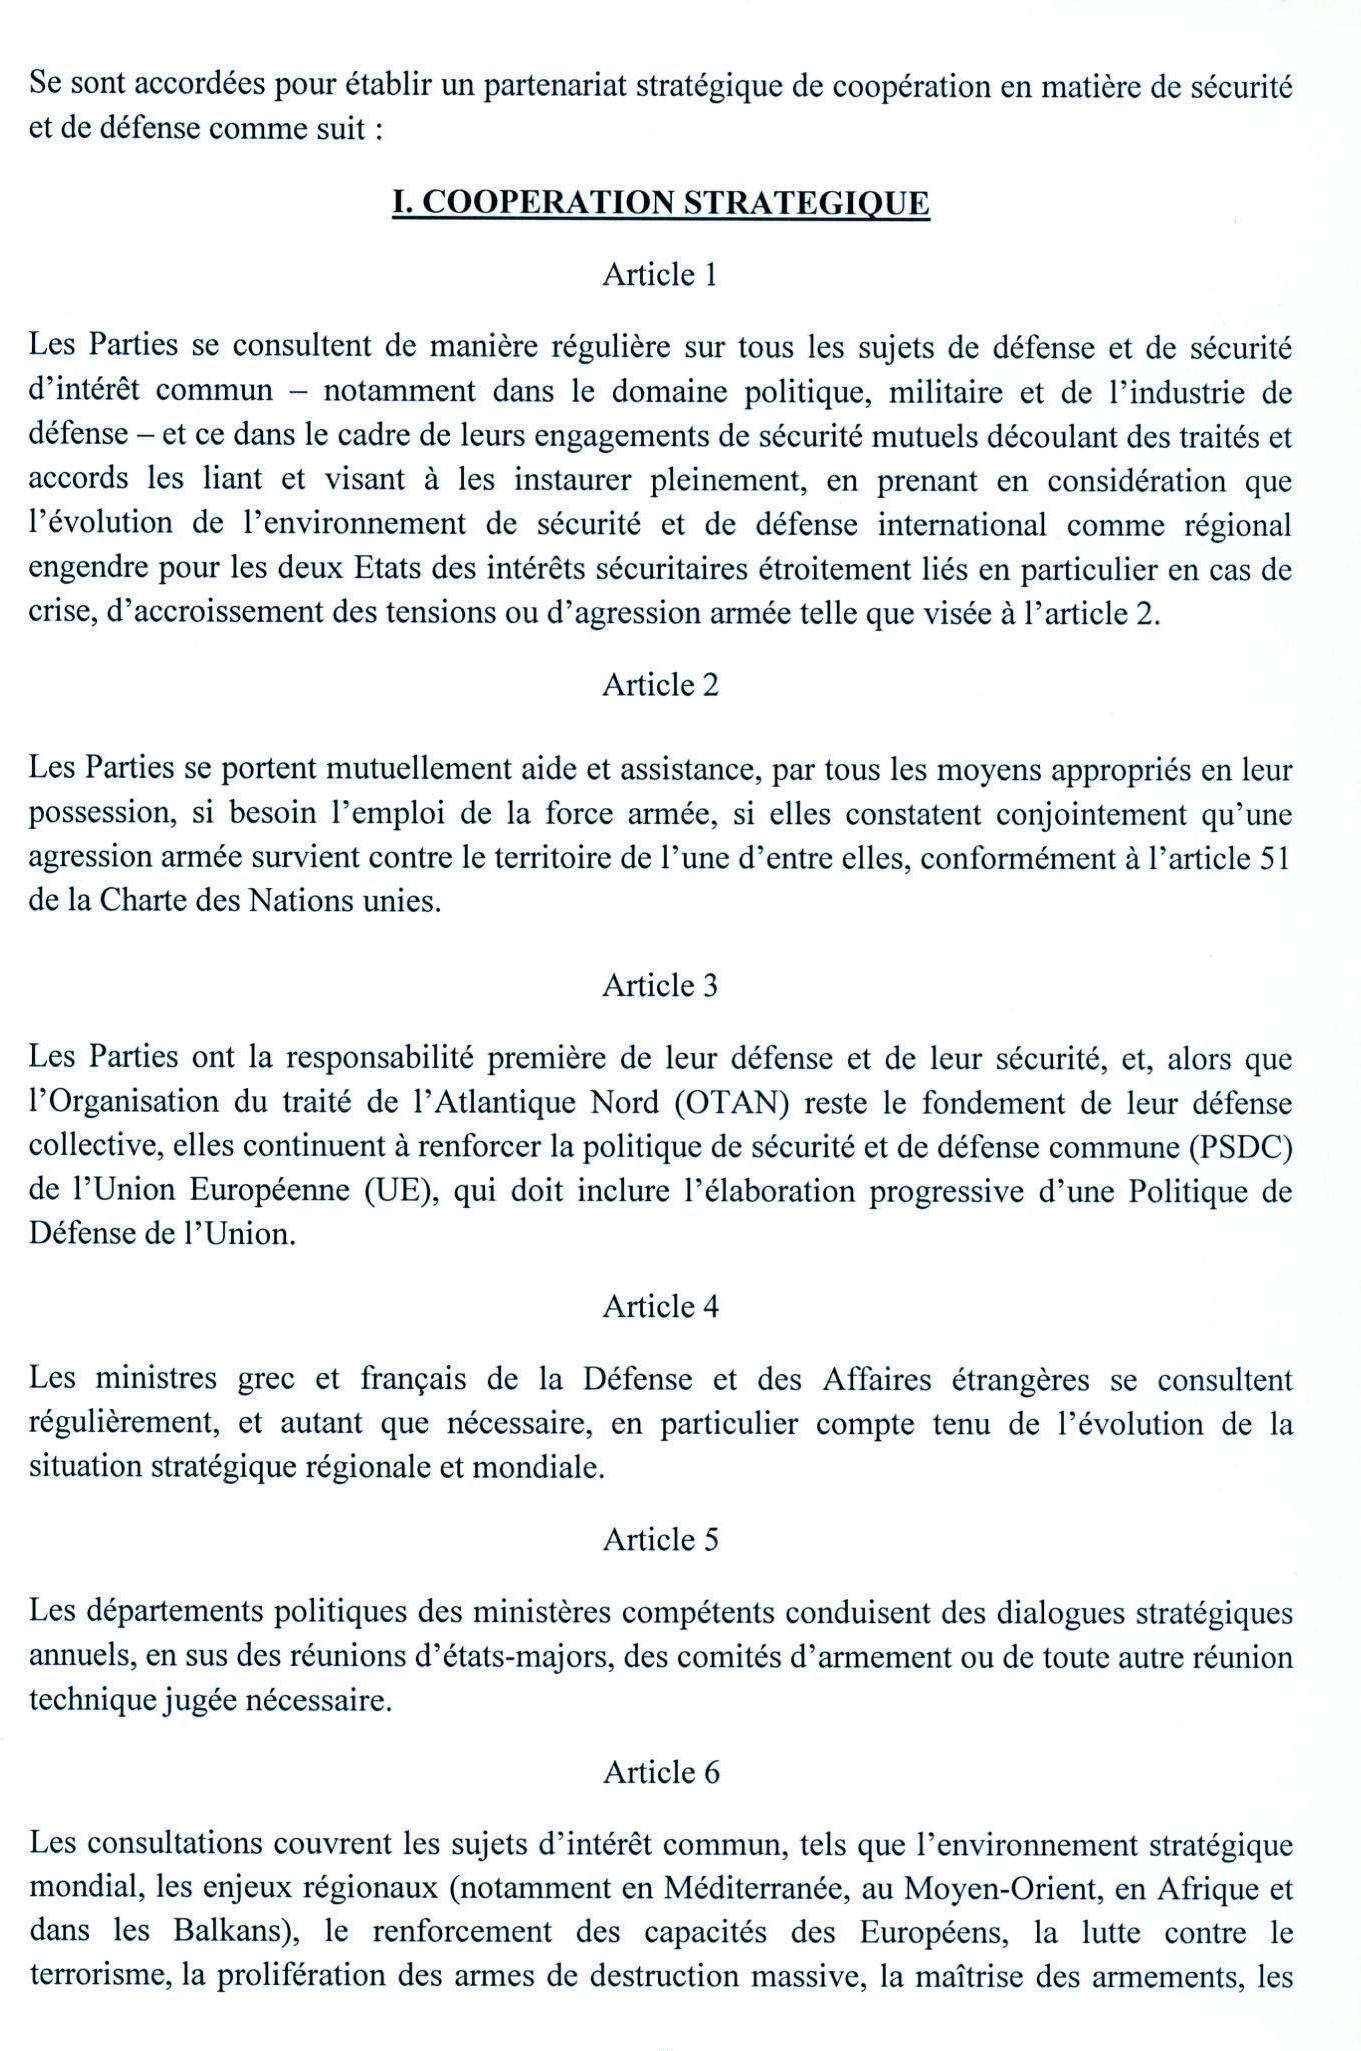 Se sont accordées pour établir un partenariat stratégique de coopération en matière de sécurité
et de défense comme suit :
I. COOPERATION STRATEGIQUE
Article 1
Les Parties se consultent de manière régulière sur tous les sujets de défense et de sécurité
d’intérêt commun – notamment dans le domaine politique, militaire et de l’industrie de
défense – et ce dans le cadre de leurs engagements de sécurité mutuels découlant des traités et
accords les liant et visant à les instaurer pleinement, en prenant en considération que
l’évolution de l’environnement de sécurité et de défense international comme régional
engendre pour les deux Etats des intérêts sécuritaires étroitement liés en particulier en cas de
crise, d’accroissement des tensions ou d’agression armée telle que visée à l’article 2.
Article 2
Les Parties se portent mutuellement aide et assistance, par tous les moyens appropriés en leur
possession, si besoin l’emploi de la force armée, si elles constatent conjointement qu’une
agression armée survient contre le territoire de l’une d’entre elles, conformément à l’article 51
de la Charte des Nations unies.
Article 3
Les Parties ont la responsabilité première de leur défense et de leur sécurité, et, alors que
l’Organisation du traité de l’Atlantique Nord (OTAN) reste le fondement de leur défense
collective, elles continuent à renforcer la politique de sécurité et de défense commune (PSDC)
de l’Union Européenne (UE), qui doit inclure l’élaboration progressive d’une Politique de
Défense de l’Union.
Article 4
Les ministres grec et français de la Défense et des Affaires étrangères se consultent
régulièrement, et autant que nécessaire, en particulier compte tenu de l’évolution de la
situation stratégique régionale et mondiale.
Article 5
Les départements politiques des ministères compétents conduisent des dialogues stratégiques
annuels, en sus des réunions d’états-majors, des comités d’armement ou de toute autre réunion
technique jugée nécessaire.
Article 6
Les consultations couvrent les sujets d’intérêt commun, tels que l’environnement stratégique
mondial, les enjeux régionaux (notamment en Méditerranée, au Moyen-Orient, en Afrique et
dans les Balkans), le renforcement des capacités des Européens, la lutte contre le
terrorisme, la prolifération des armes de destruction massive, la maîtrise des armements, les